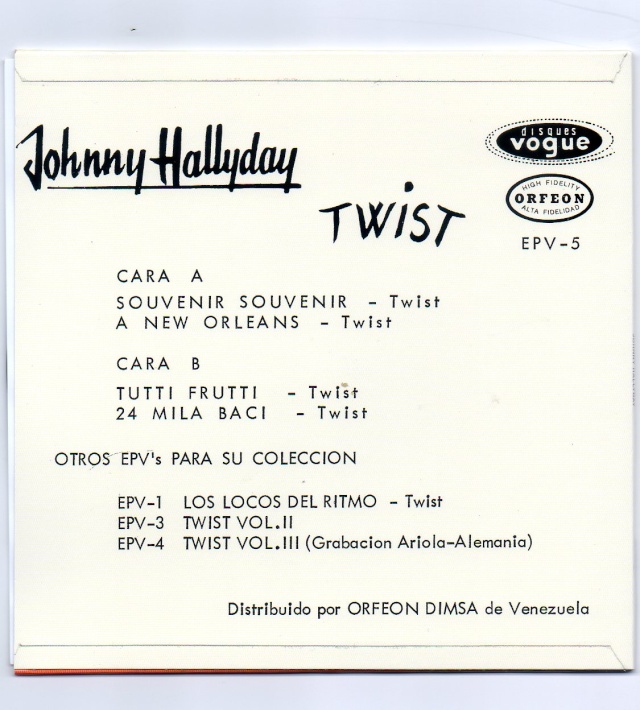 Johnny Hallyday
TWIST
disques
vogue
HIGH FIDELITY
ORFEON
ALTA FIDELIDAD
EPV-5
CARA A
SOUVENIR SOUVENIR - Twist
A NEW ORLEANS - Twist
CARA B
TUTTI FRUTTI - Twist
24 MILA BACI - Twist
OTROS EPV's PARA SU COLECCION
EPV-1 LOS LOCOS DEL RITMO - Twist
EPV-3 TWIST VOL.II
EPV-4 TWIST VOL.III (Grabacion Ariola-Alemania)
Distribuido por ORFEON DIMSA de Venezuela